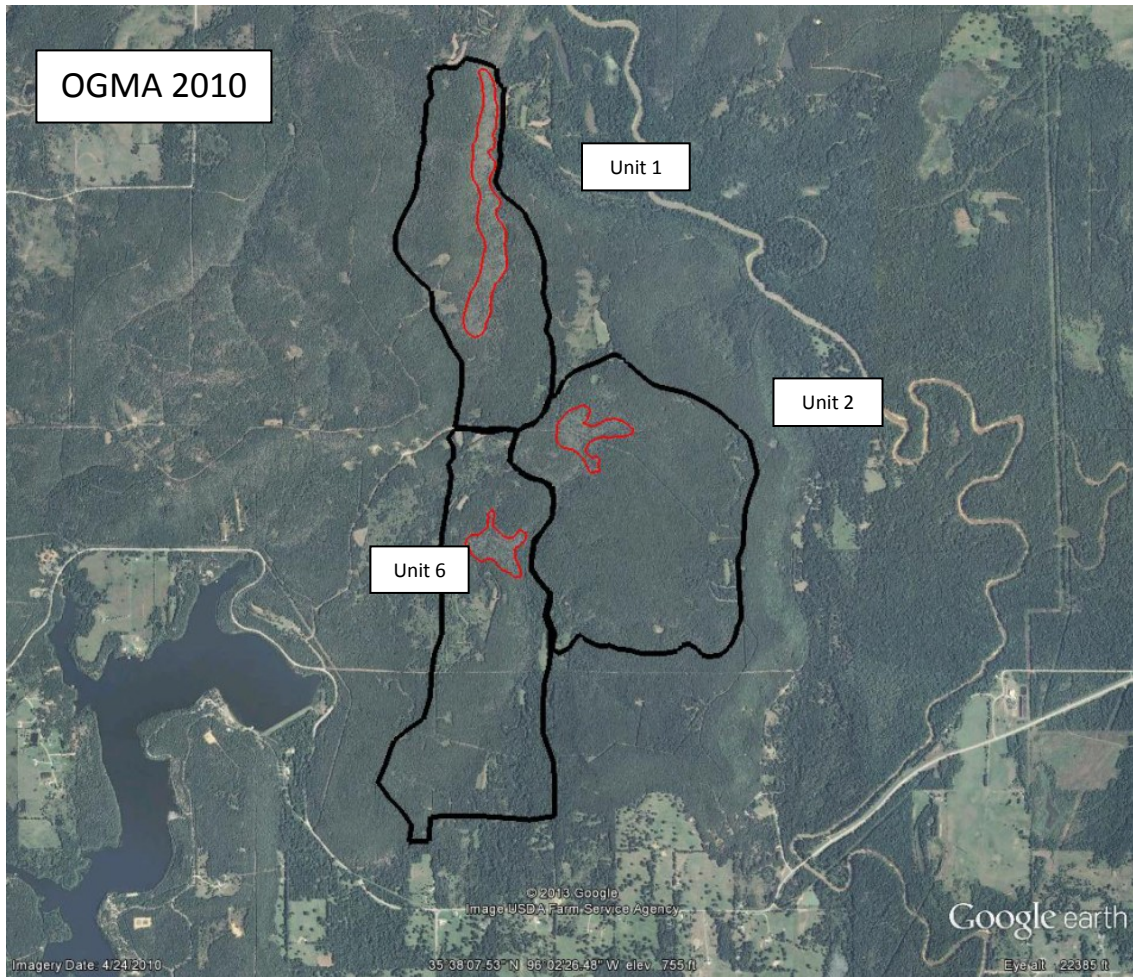 OGMA 2010
Unit 1
Unit 2
Unit 6
© 2013 Google
Image USDA Farm Service Agency
Google earth
Imagery Date: 4/24/2010
35°38'07.53" N 96°02'26.48" W elev 755 ft
Eye alt 22385 ft